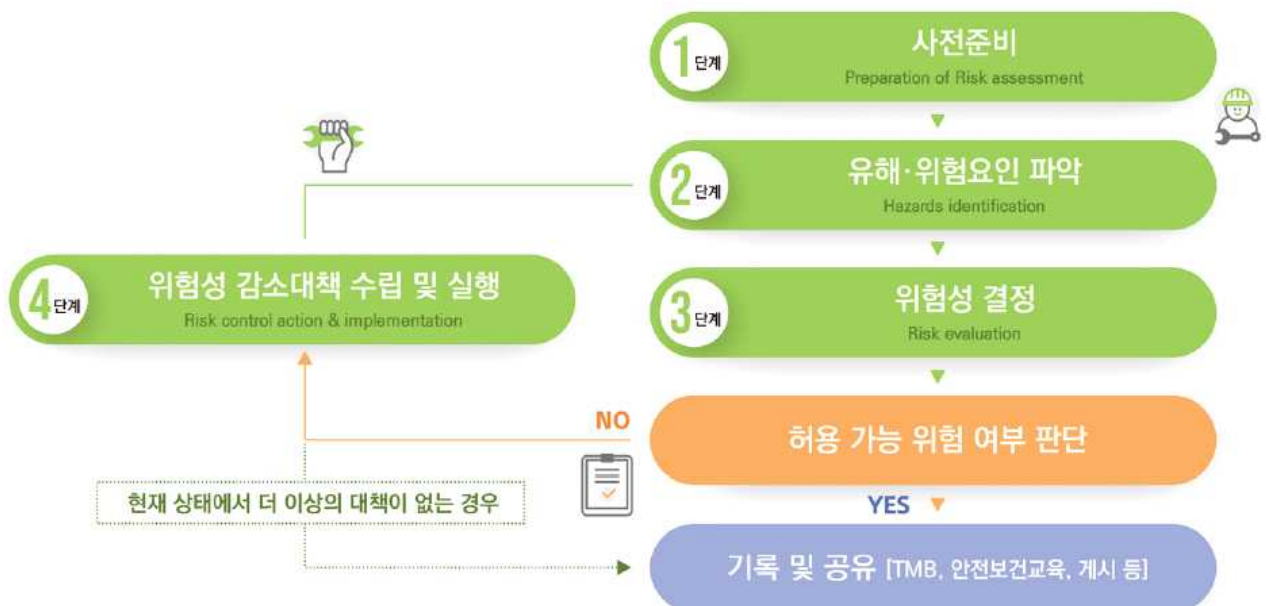 1단계
사전준비
Preparation of Risk assessment
2단계
유해·위험요인 파악
Hazards identification
3단계
위험성 결정
Risk evaluation
4단계
위험성 감소대책 수립 및 실행
Risk control action & implementation
허용 가능 위험 여부 판단
NO
현재 상태에서 더 이상의 대책이 없는 경우
YES
기록 및 공유 [TMB, 안전보건교육, 게시 등]